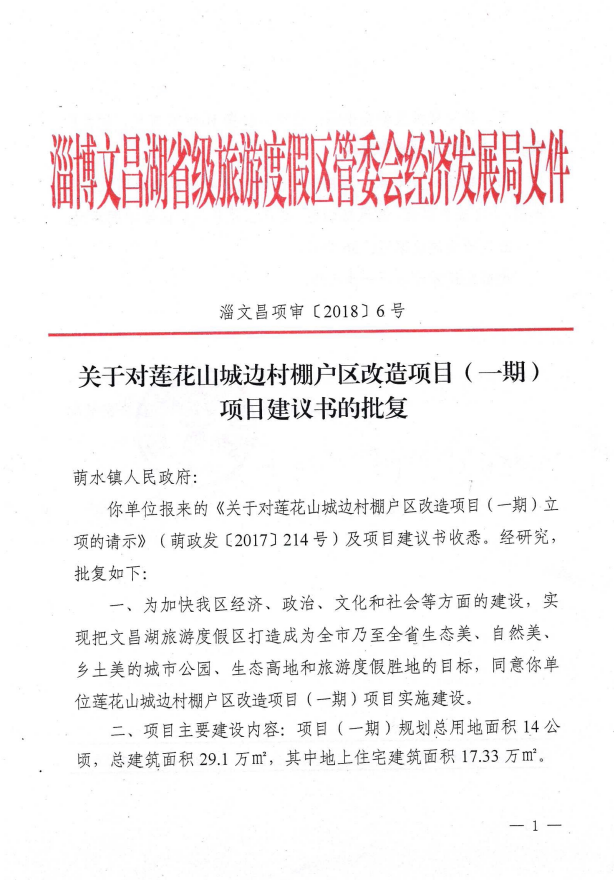 淄博文昌湖省级旅游度假区管委会经济发展局文件
淄文昌项审〔2018〕6号
关于对莲花山城边村棚户区改造项目（一期）
项目建议书的批复
萌水镇人民政府：
你单位报来的《关于对莲花山城边村棚户区改造项目（一期）立
项的请示》（萌政发〔2017〕214号）及项目建议书收悉。经研究，
批复如下：
一、为加快我区经济、政治、文化和社会等方面的建设，实
现把文昌湖旅游度假区打造成为全市乃至全省生态美、自然美、
乡土美的城市公园、生态高地和旅游度假胜地的目标，同意你单
位莲花山城边村棚户区改造项目（一期）项目实施建设。
二、项目主要建设内容：项目（一期）规划总用地面积14公
顷，总建筑面积29.1万㎡，其中地上住宅建筑面积17.33万㎡。
— 1 —